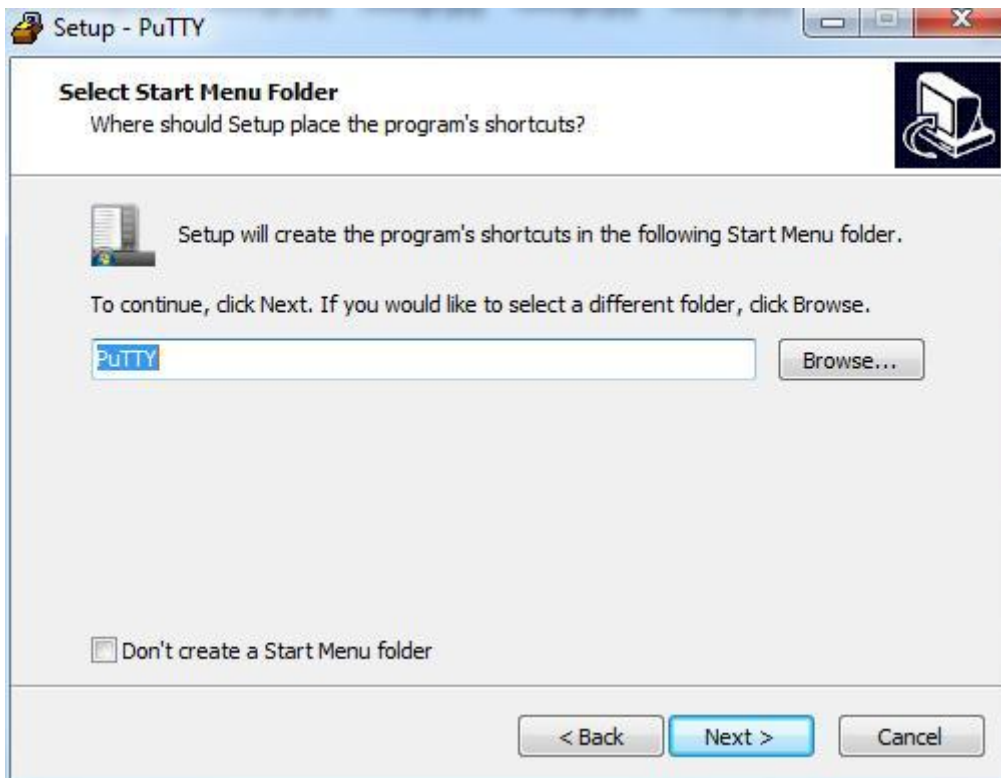 Setup - PuTTY
Select Start Menu Folder
Where should Setup place the program's shortcuts?
Setup will create the program's shortcuts in the following Start Menu folder.
To continue, click Next. If you would like to select a different folder, click Browse.
PuTTY
Browse...
Don't create a Start Menu folder
< Back
Next >
Cancel